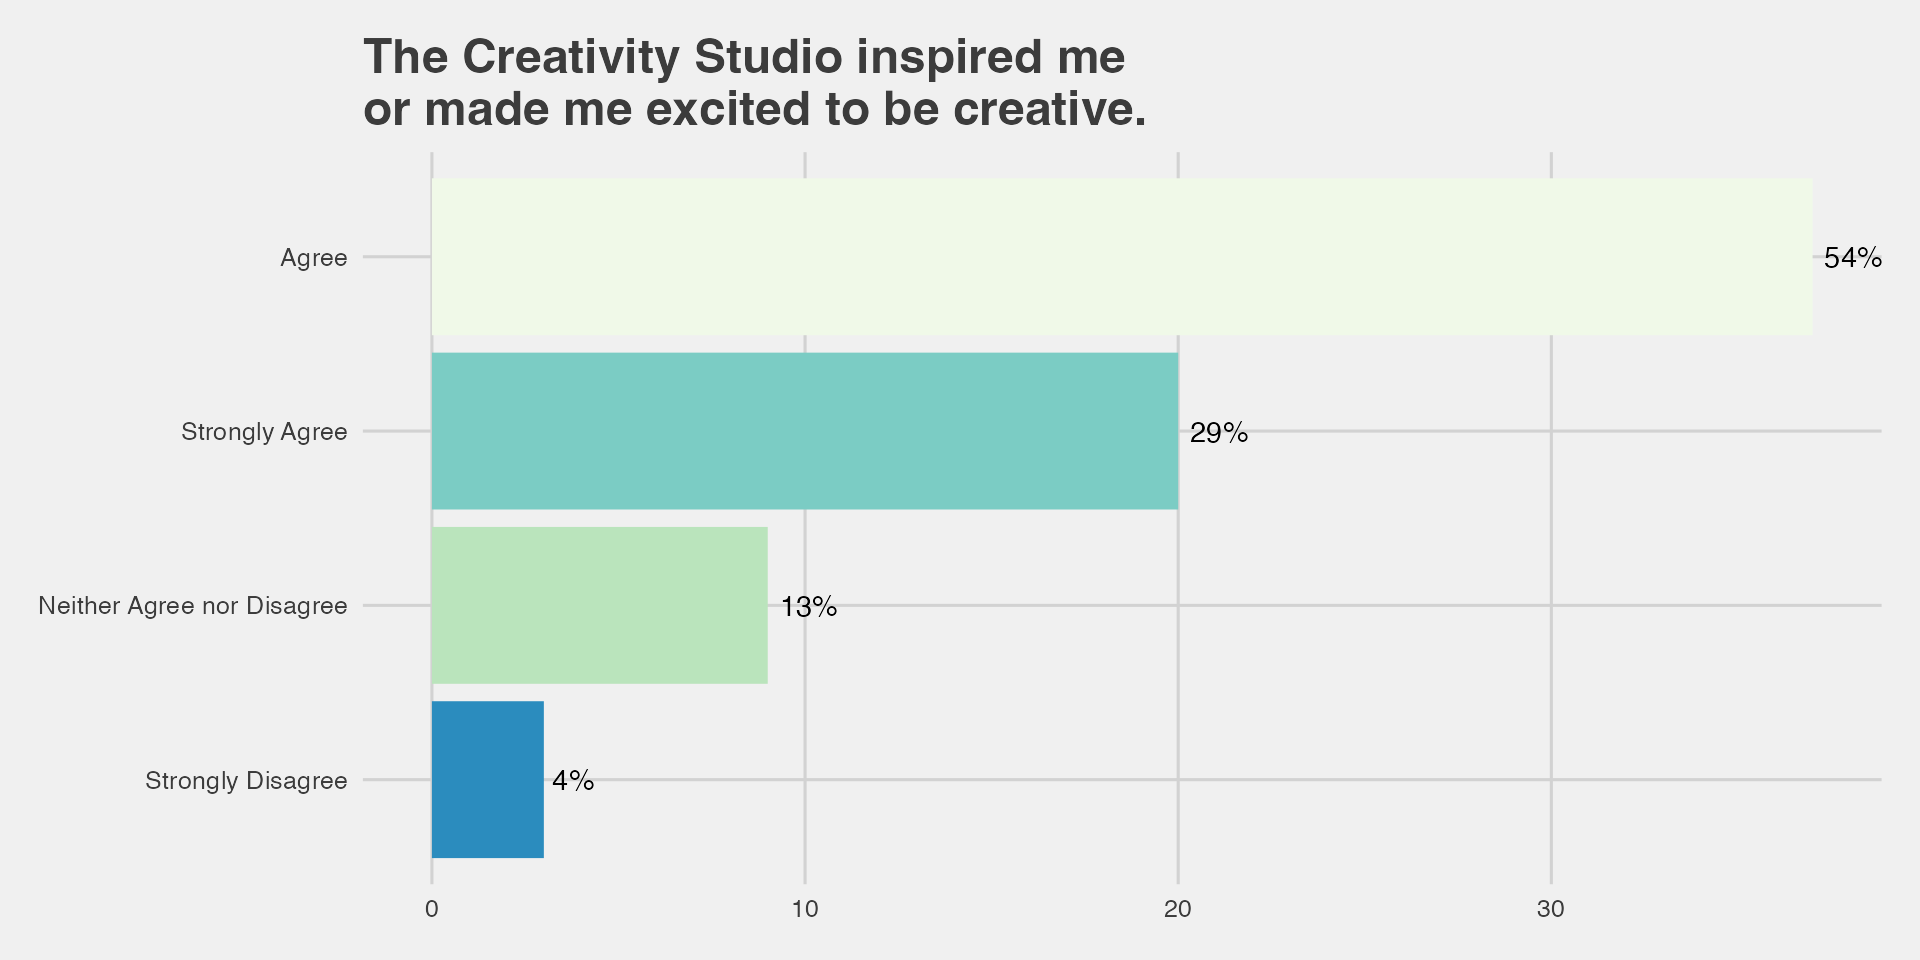 The Creativity Studio inspired me
or made me excited to be creative.
Agree
54%
Strongly Agree
29%
Neither Agree nor Disagree
13%
Strongly Disagree
4%
0 10 20 30